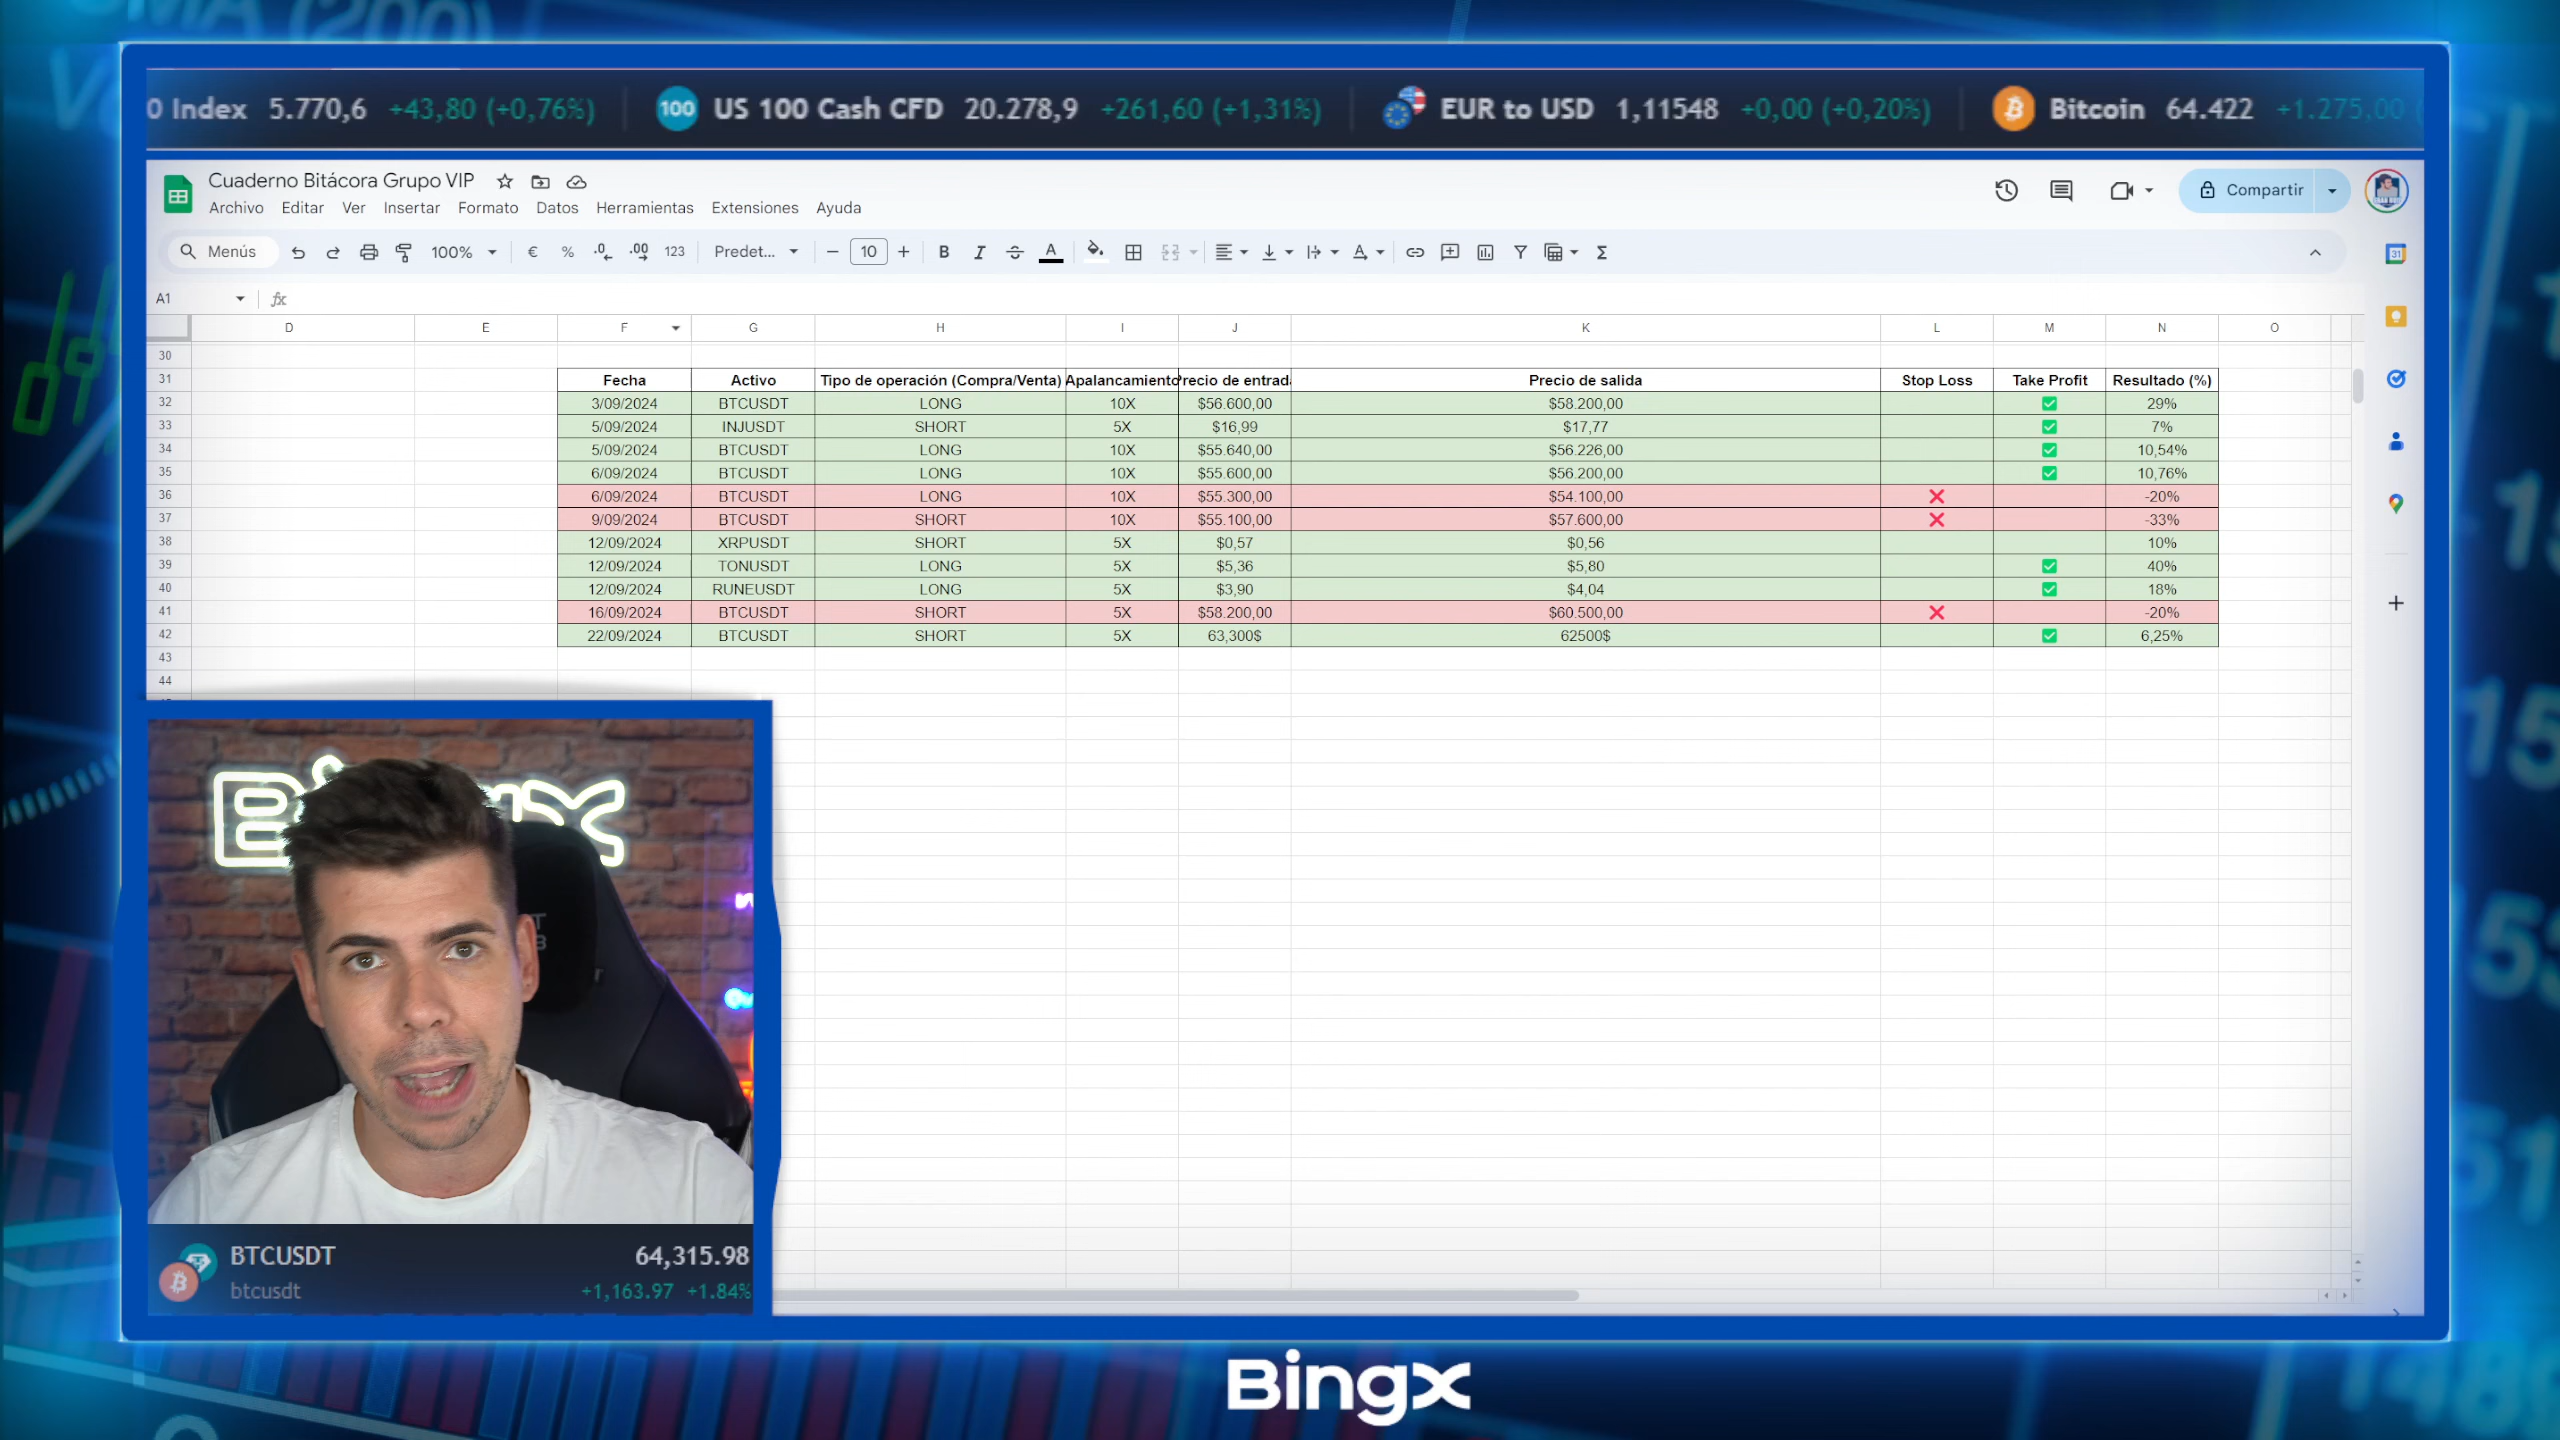 0 Index 5.770,6 +43,80 (+0,76%) 100 US 100 Cash CFD 20.278,9 +261,60 (+1,31%) EUR to USD 1,11548 +0,00 (+0,20%) Bitcoin 64.422 +1.275,00
Cuaderno Bitácora Grupo VIP
Archivo Editar Ver Insertar Formato Datos Herramientas Extensiones Ayuda
Compartir
Menús 100% € % .0 .00 123 Predet... 10 B I A Σ
31
A1 fx
D E F G H I J K L M N O
30
31 Fecha Activo Tipo de operación (Compra/Venta) Apalancamiento recio de entrad Precio de salida Stop Loss Take Profit Resultado (%)
32 3/09/2024 BTCUSDT LONG 10X $56.600,00 $58.200,00 ✅ 29%
33 5/09/2024 INJUSDT SHORT 5X $16,99 $17,77 ✅ 7%
34 5/09/2024 BTCUSDT LONG 10X $55.640,00 $56.226,00 ✅ 10,54%
35 6/09/2024 BTCUSDT LONG 10X $55.600,00 $56.200,00 ✅ 10,76%
36 6/09/2024 BTCUSDT LONG 10X $55.300,00 $54.100,00 ❌ -20%
37 9/09/2024 BTCUSDT SHORT 10X $55.100,00 $57.600,00 ❌ -33%
38 12/09/2024 XRPUSDT SHORT 5X $0,57 $0,56 10%
39 12/09/2024 TONUSDT LONG 5X $5,36 $5,80 ✅ 40%
40 12/09/2024 RUNEUSDT LONG 5X $3,90 $4,04 ✅ 18%
41 16/09/2024 BTCUSDT SHORT 5X $58.200,00 $60.500,00 ❌ -20%
42 22/09/2024 BTCUSDT SHORT 5X 63,300$ 62500$ ✅ 6,25%
43
44
BTCUSDT 64,315.98
btcusdt +1,163.97 +1.84%
BingX